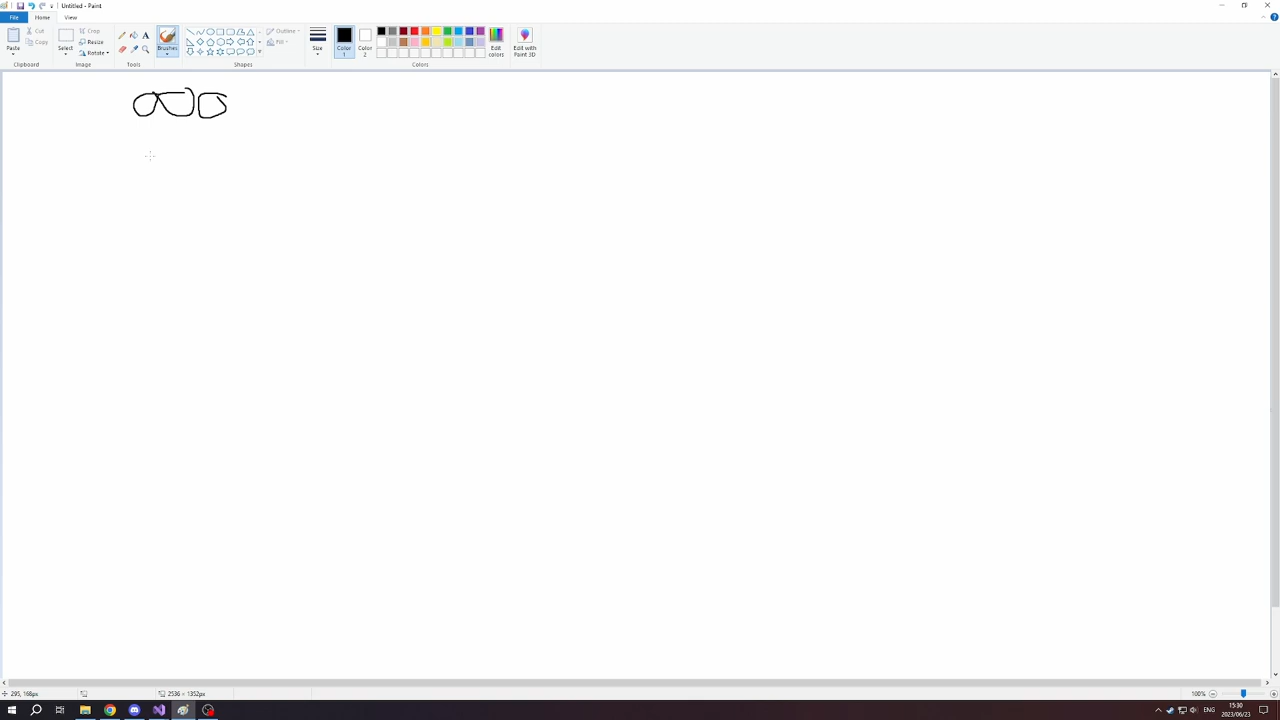 Untitled - Paint
File
Home
View
Paste
Cut
Copy
Clipboard
Select
Crop
Resize
Rotate
Image
A
Tools
Brushes
Outline
Fill
Shapes
Size
Color 1
Color 2
Edit colors
Edit with Paint 3D
Colors
295, 168px
2536 × 1352px
100%
ENG
15:30
2023/06/23